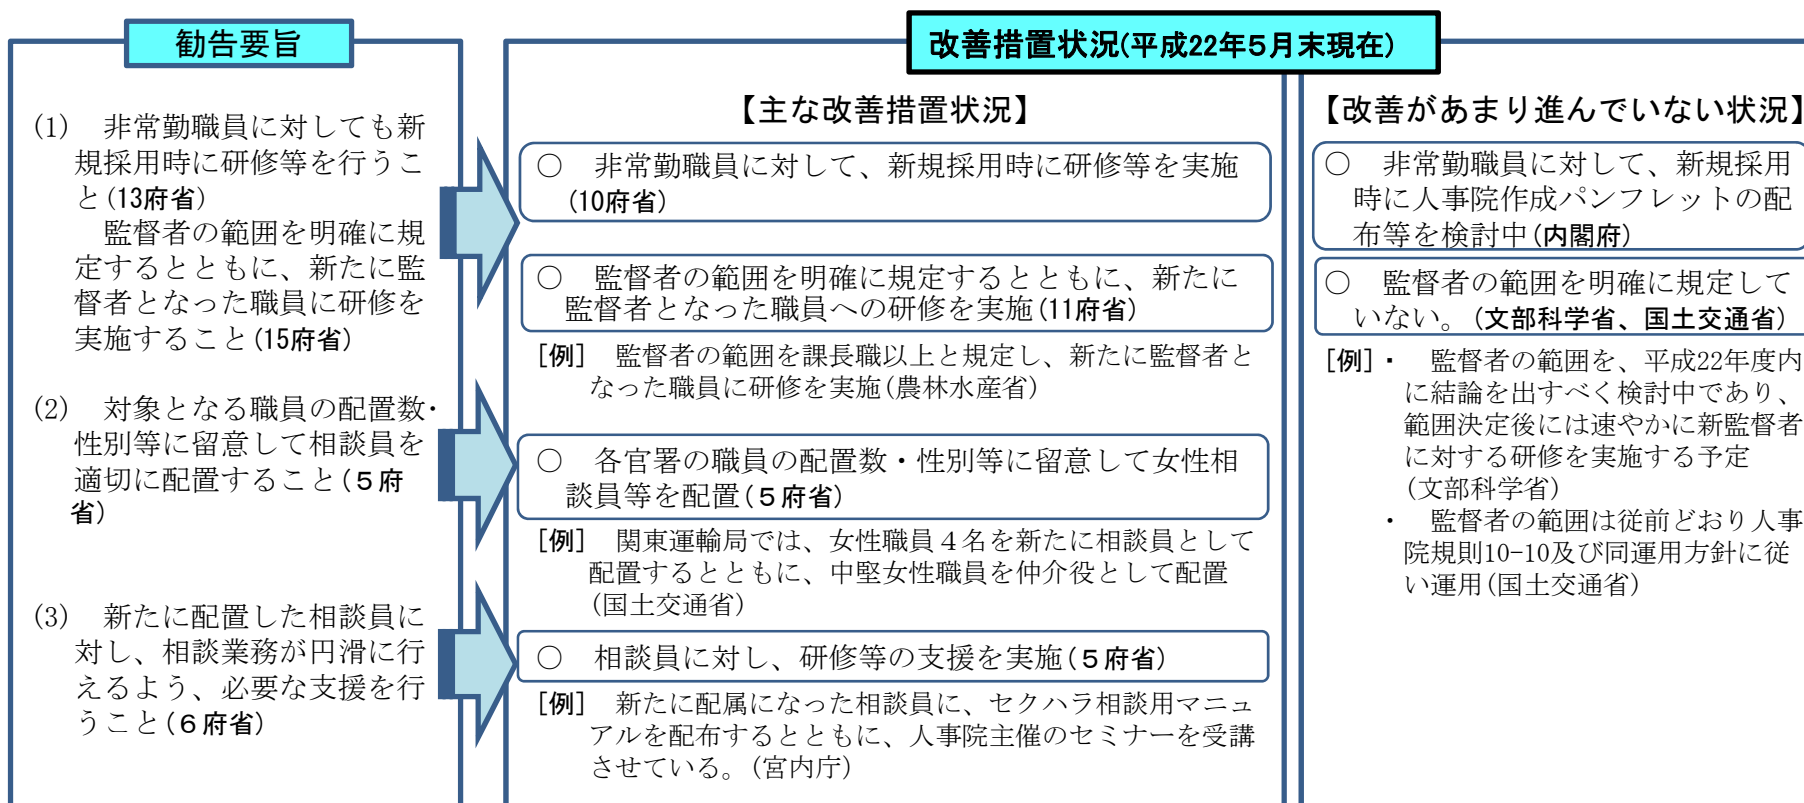 勧告要旨
(1)　非常勤職員に対しても新
規採用時に研修等を行うこ
と(13府省)
監督者の範囲を明確に規
定するとともに、新たに監
督者となった職員に研修を
実施すること(15府省)
(2)　対象となる職員の配置数・
性別等に留意して相談員を
適切に配置すること(５府
省)
(3)　新たに配置した相談員に
対し、相談業務が円滑に行
えるよう、必要な支援を行
うこと(６府省)
改善措置状況(平成22年５月末現在)
【主な改善措置状況】
○　非常勤職員に対して、新規採用時に研修等を実施
(10府省)
○　監督者の範囲を明確に規定するとともに、新たに
監督者となった職員への研修を実施(11府省)
[例]　監督者の範囲を課長職以上と規定し、新たに監督者と
なった職員に研修を実施(農林水産省)
○　各官署の職員の配置数・性別等に留意して女性相
談員等を配置(５府省)
[例]　関東運輸局では、女性職員４名を新たに相談員として
配置するとともに、中堅女性職員を仲介役として配置
(国土交通省)
○　相談員に対し、研修等の支援を実施(５府省)
[例]　新たに配属になった相談員に、セクハラ相談用マニュ
アルを配布するとともに、人事院主催のセミナーを受講
させている。(宮内庁)
【改善があまり進んでいない状況】
○　非常勤職員に対して、新規採用
時に人事院作成パンフレットの配
布等を検討中(内閣府)
○　監督者の範囲を明確に規定して
いない。(文部科学省、国土交通省)
[例]・　監督者の範囲を、平成22年度内
に結論を出すべく検討中であり、
範囲決定後には速やかに新監督者
に対する研修を実施する予定
(文部科学省)
・　監督者の範囲は従前どおり人事
院規則10-10及び同運用方針に従
い運用(国土交通省)